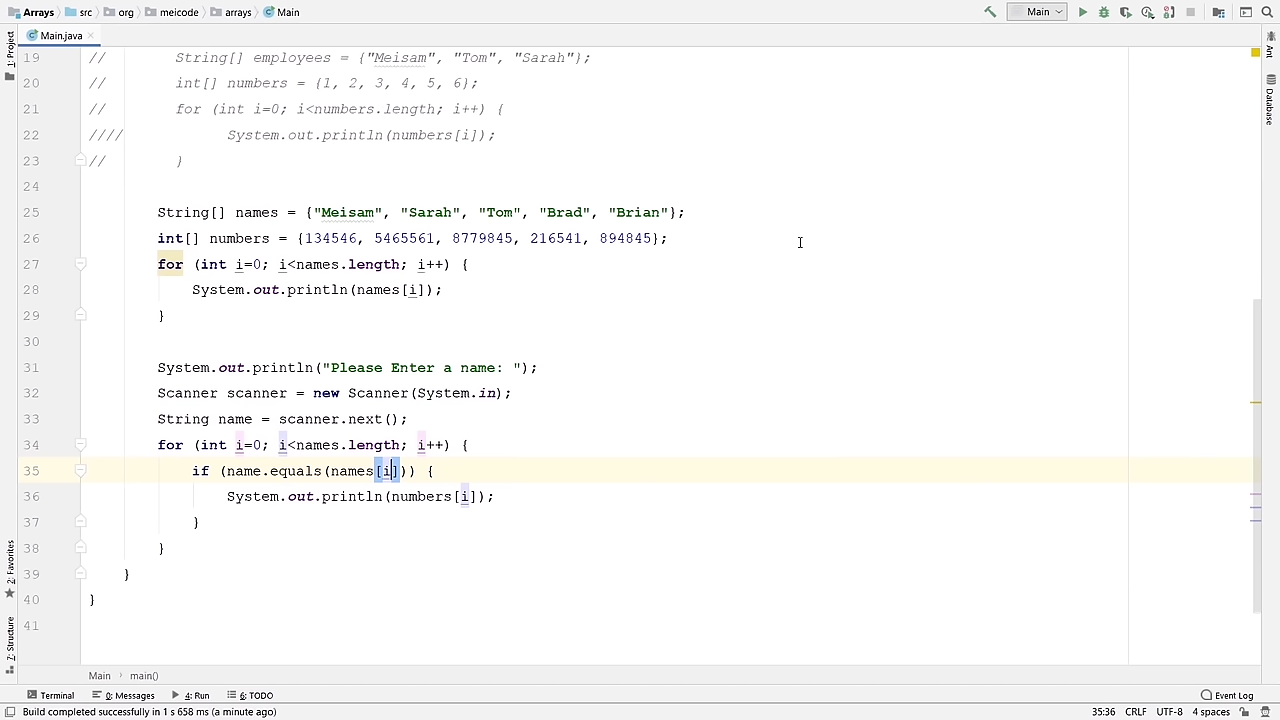 Arrays src org meicode arrays Main
Main
Main.java
1: Project
2: Favorites
7: Structure
Ant
Database
19 // String[] employees = {"Meisam", "Tom", "Sarah"};
20 // int[] numbers = {1, 2, 3, 4, 5, 6};
21 // for (int i=0; i<numbers.length; i++) {
22 //// System.out.println(numbers[i]);
23 // }
24
25 String[] names = {"Meisam", "Sarah", "Tom", "Brad", "Brian"};
26 int[] numbers = {134546, 5465561, 8779845, 216541, 894845};
27 for (int i=0; i<names.length; i++) {
28 System.out.println(names[i]);
29 }
30
31 System.out.println("Please Enter a name: ");
32 Scanner scanner = new Scanner(System.in);
33 String name = scanner.next();
34 for (int i=0; i<names.length; i++) {
35 if (name.equals(names[i])) {
36 System.out.println(numbers[i]);
37 }
38 }
39 }
40 }
41
Main main()
Terminal 0: Messages 4: Run 6: TODO Event Log
Build completed successfully in 1 s 658 ms (a minute ago) 35:36 CRLF UTF-8 4 spaces